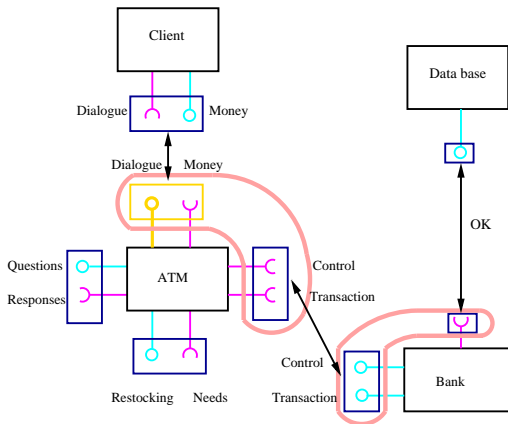 Client
Data base
Dialogue Money
Dialogue Money
OK
Questions
ATM
Control
Responses
Transaction
Control
Transaction
Bank
Restocking Needs